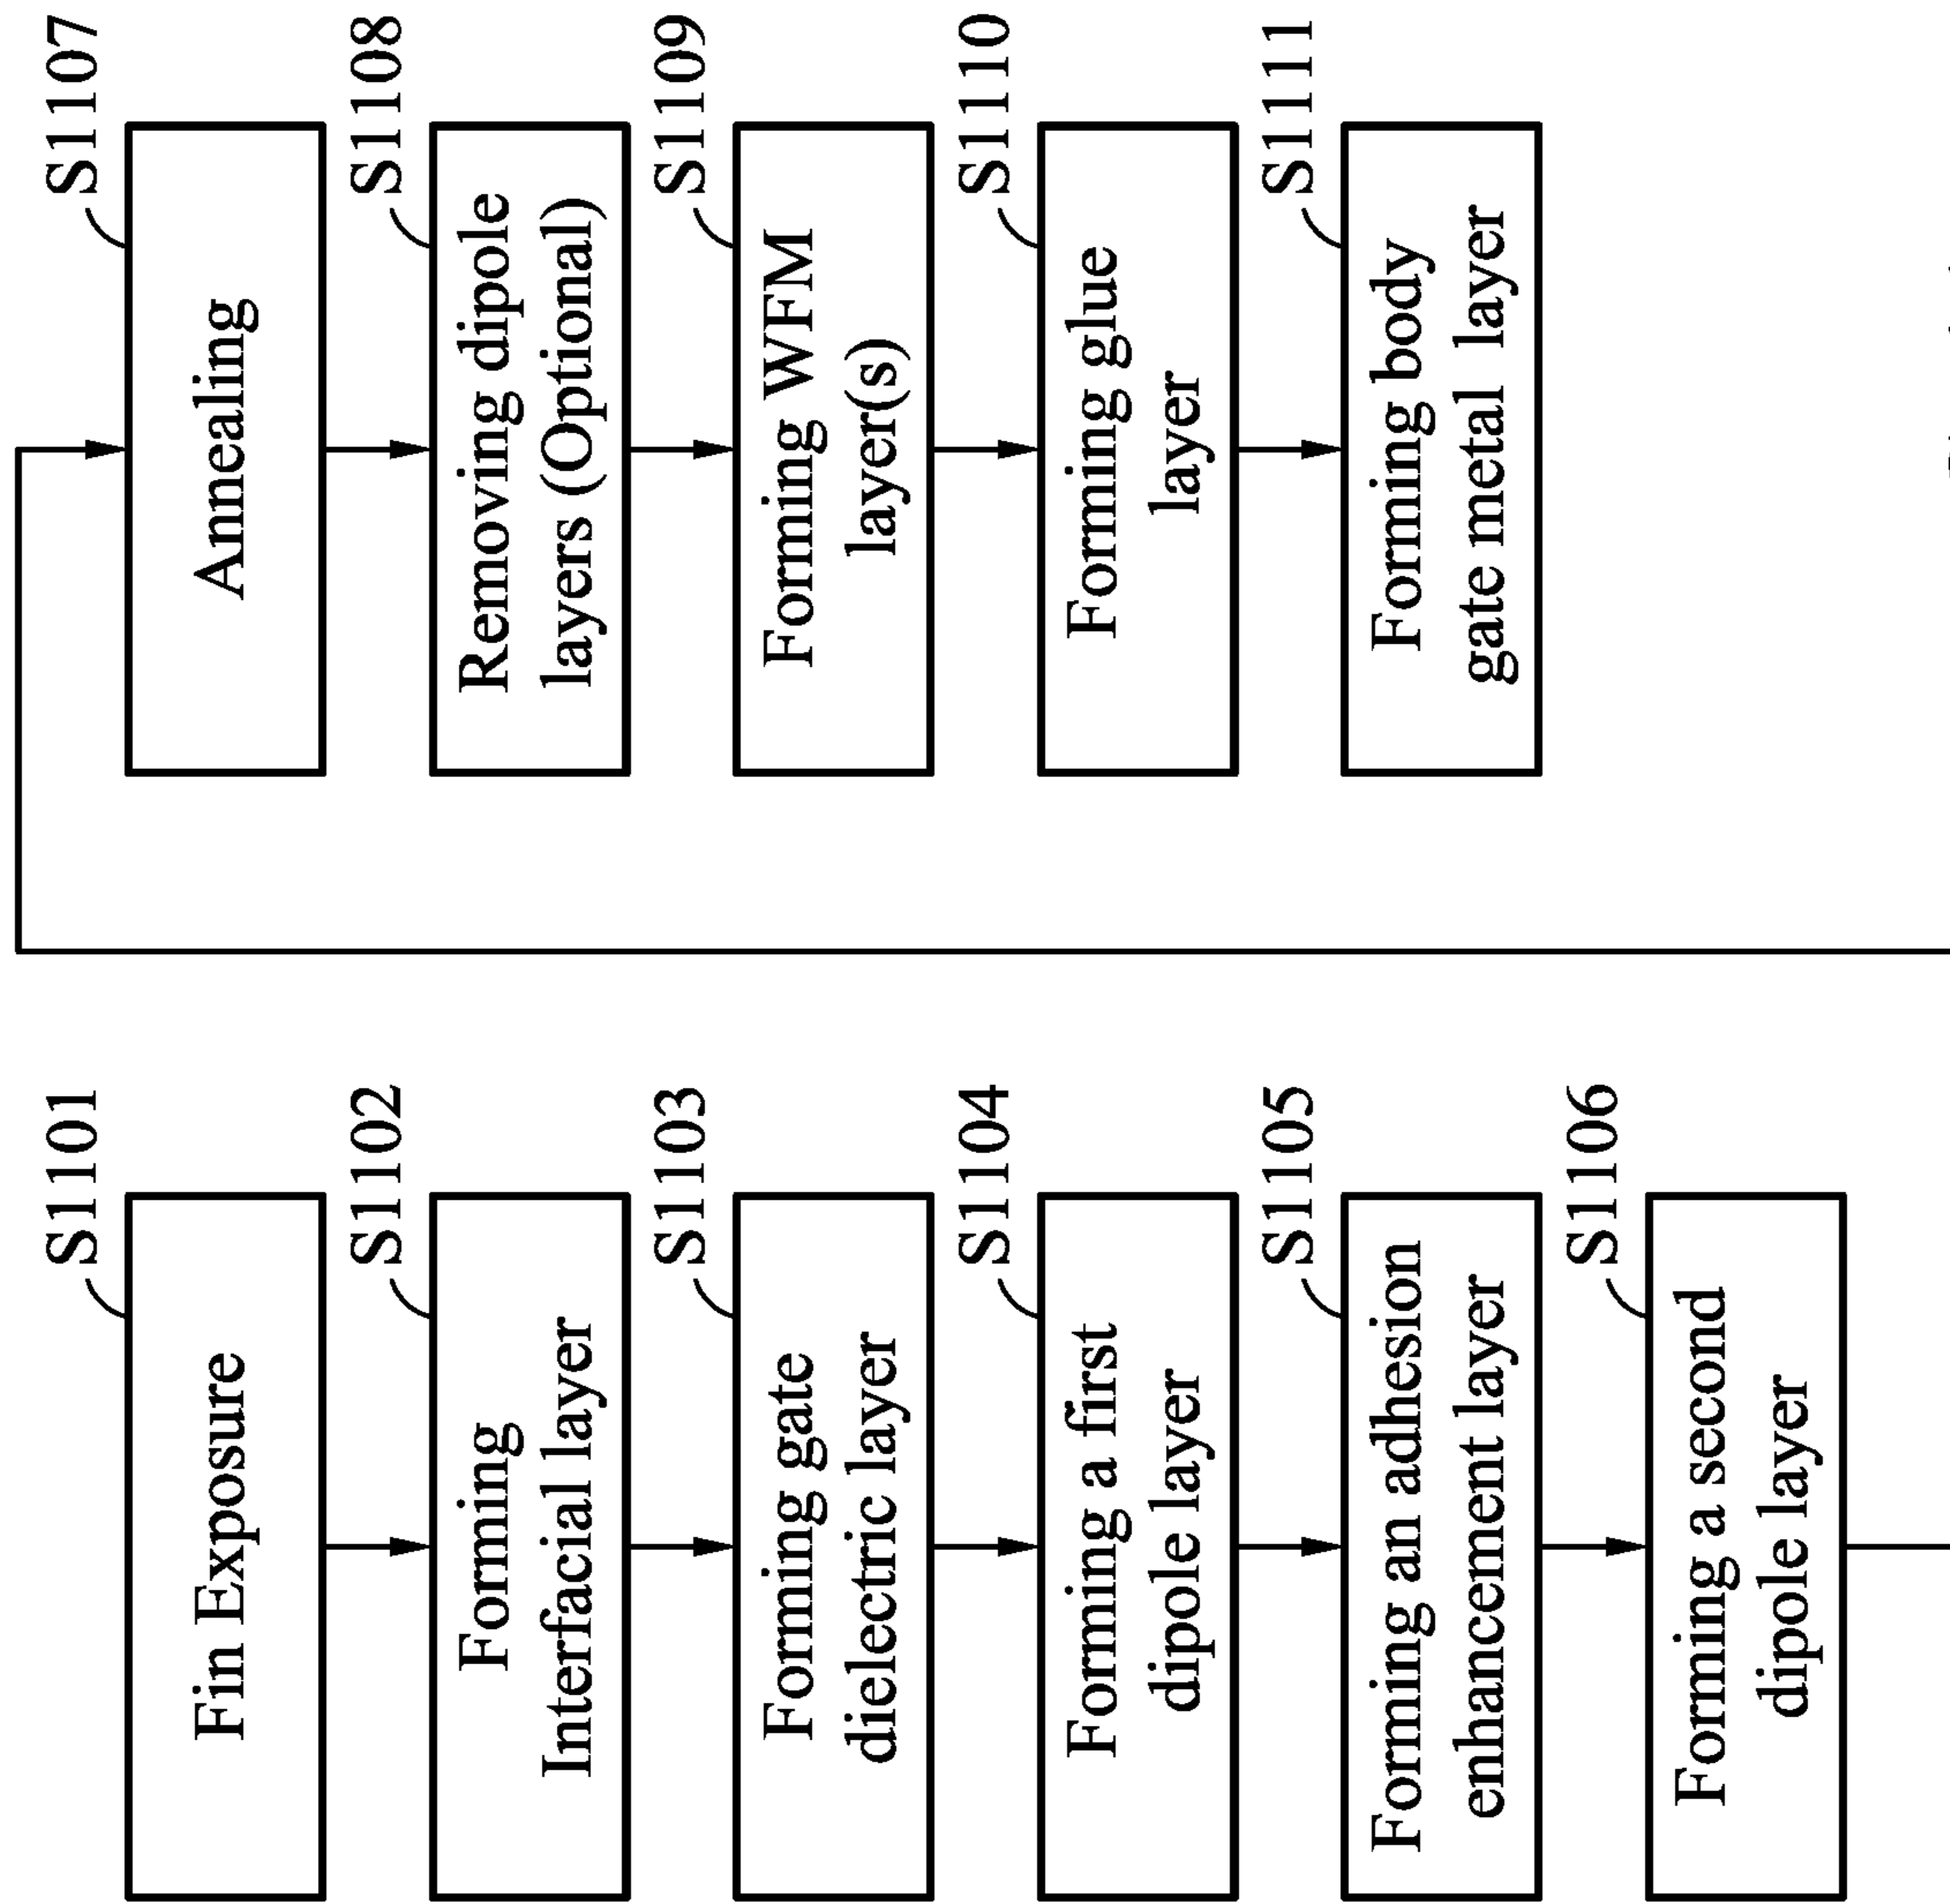 S1101
Fin Exposure
S1102
Forming
Interfacial layer
S1103
Forming gate
dielectric layer
S1104
Forming a first
dipole layer
S1105
Forming an adhesion
enhancement layer
S1106
Forming a second
dipole layer
S1107
Annealing
S1108
Removing dipole
layers (Optional)
S1109
Forming WFM
layer(s)
S1110
Forming glue
layer
S1111
Forming body
gate metal layer